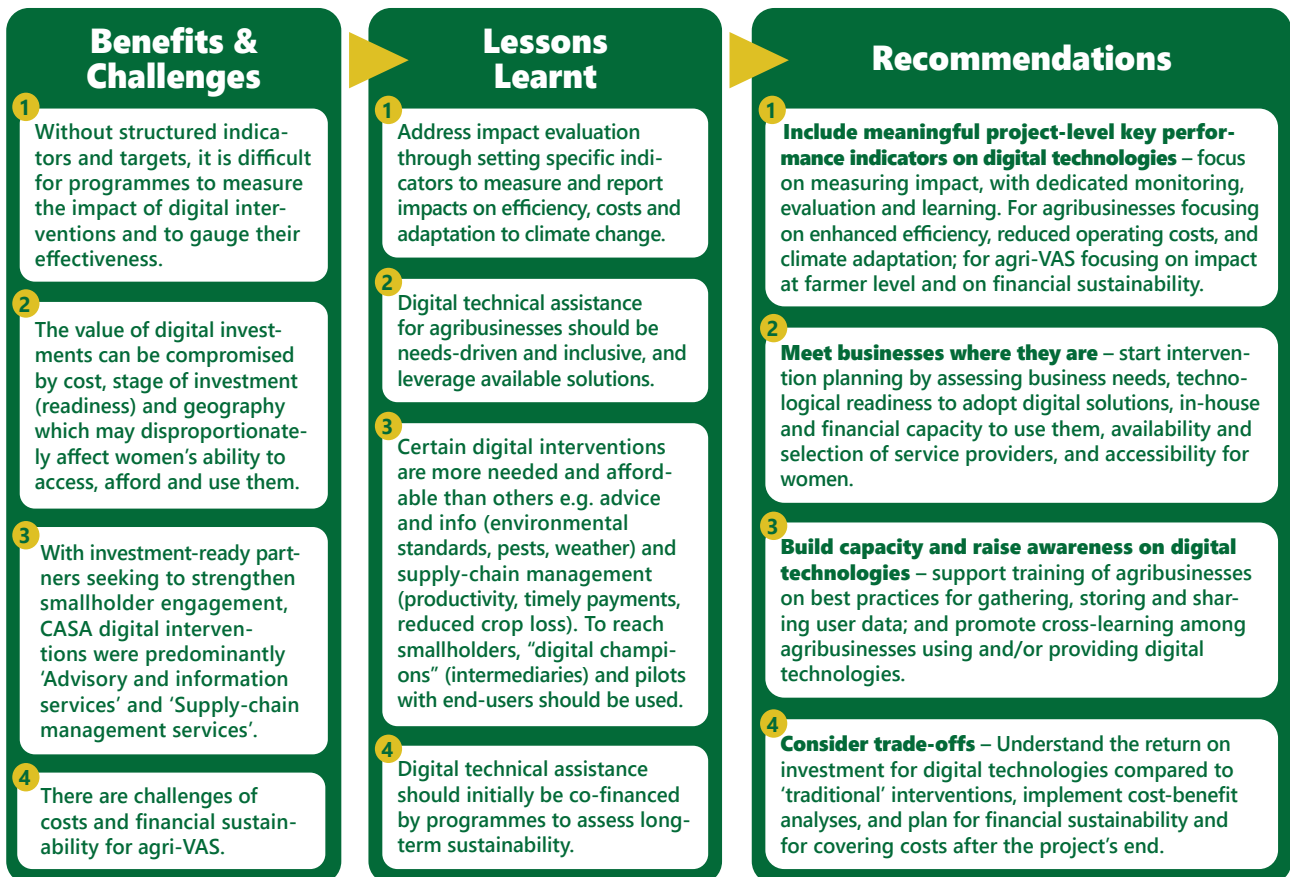 Benefits &
Challenges
1
Without structured indica-
tors and targets, it is difficult
for programmes to measure
the impact of digital inter-
ventions and to gauge their
effectiveness.
2
The value of digital invest-
ments can be compromised
by cost, stage of investment
(readiness) and geography
which may disproportionate-
ly affect women’s ability to
access, afford and use them.
3
With investment-ready part-
ners seeking to strengthen
smallholder engagement,
CASA digital interven-
tions were predominantly
‘Advisory and information
services’ and ‘Supply-chain
management services’.
4
There are challenges of
costs and financial sustain-
ability for agri-VAS.
Lessons
Learnt
1
Address impact evaluation
through setting specific indi-
cators to measure and report
impacts on efficiency, costs and
adaptation to climate change.
2
Digital technical assistance
for agribusinesses should be
needs-driven and inclusive, and
leverage available solutions.
3
Certain digital interventions
are more needed and afford-
able than others e.g. advice
and info (environmental
standards, pests, weather) and
supply-chain management
(productivity, timely payments,
reduced crop loss). To reach
smallholders, “digital champi-
ons” (intermediaries) and pilots
with end-users should be used.
4
Digital technical assistance
should initially be co-financed
by programmes to assess long-
term sustainability.
Recommendations
1
Include meaningful project-level key perfor-
mance indicators on digital technologies – focus
on measuring impact, with dedicated monitoring,
evaluation and learning. For agribusinesses focusing
on enhanced efficiency, reduced operating costs, and
climate adaptation; for agri-VAS focusing on impact
at farmer level and on financial sustainability.
2
Meet businesses where they are – start interven-
tion planning by assessing business needs, techno-
logical readiness to adopt digital solutions, in-house
and financial capacity to use them, availability and
selection of service providers, and accessibility for
women.
3
Build capacity and raise awareness on digital
technologies – support training of agribusinesses
on best practices for gathering, storing and shar-
ing user data; and promote cross-learning among
agribusinesses using and/or providing digital
technologies.
4
Consider trade-offs – Understand the return on
investment for digital technologies compared to
‘traditional’ interventions, implement cost-benefit
analyses, and plan for financial sustainability and
for covering costs after the project’s end.